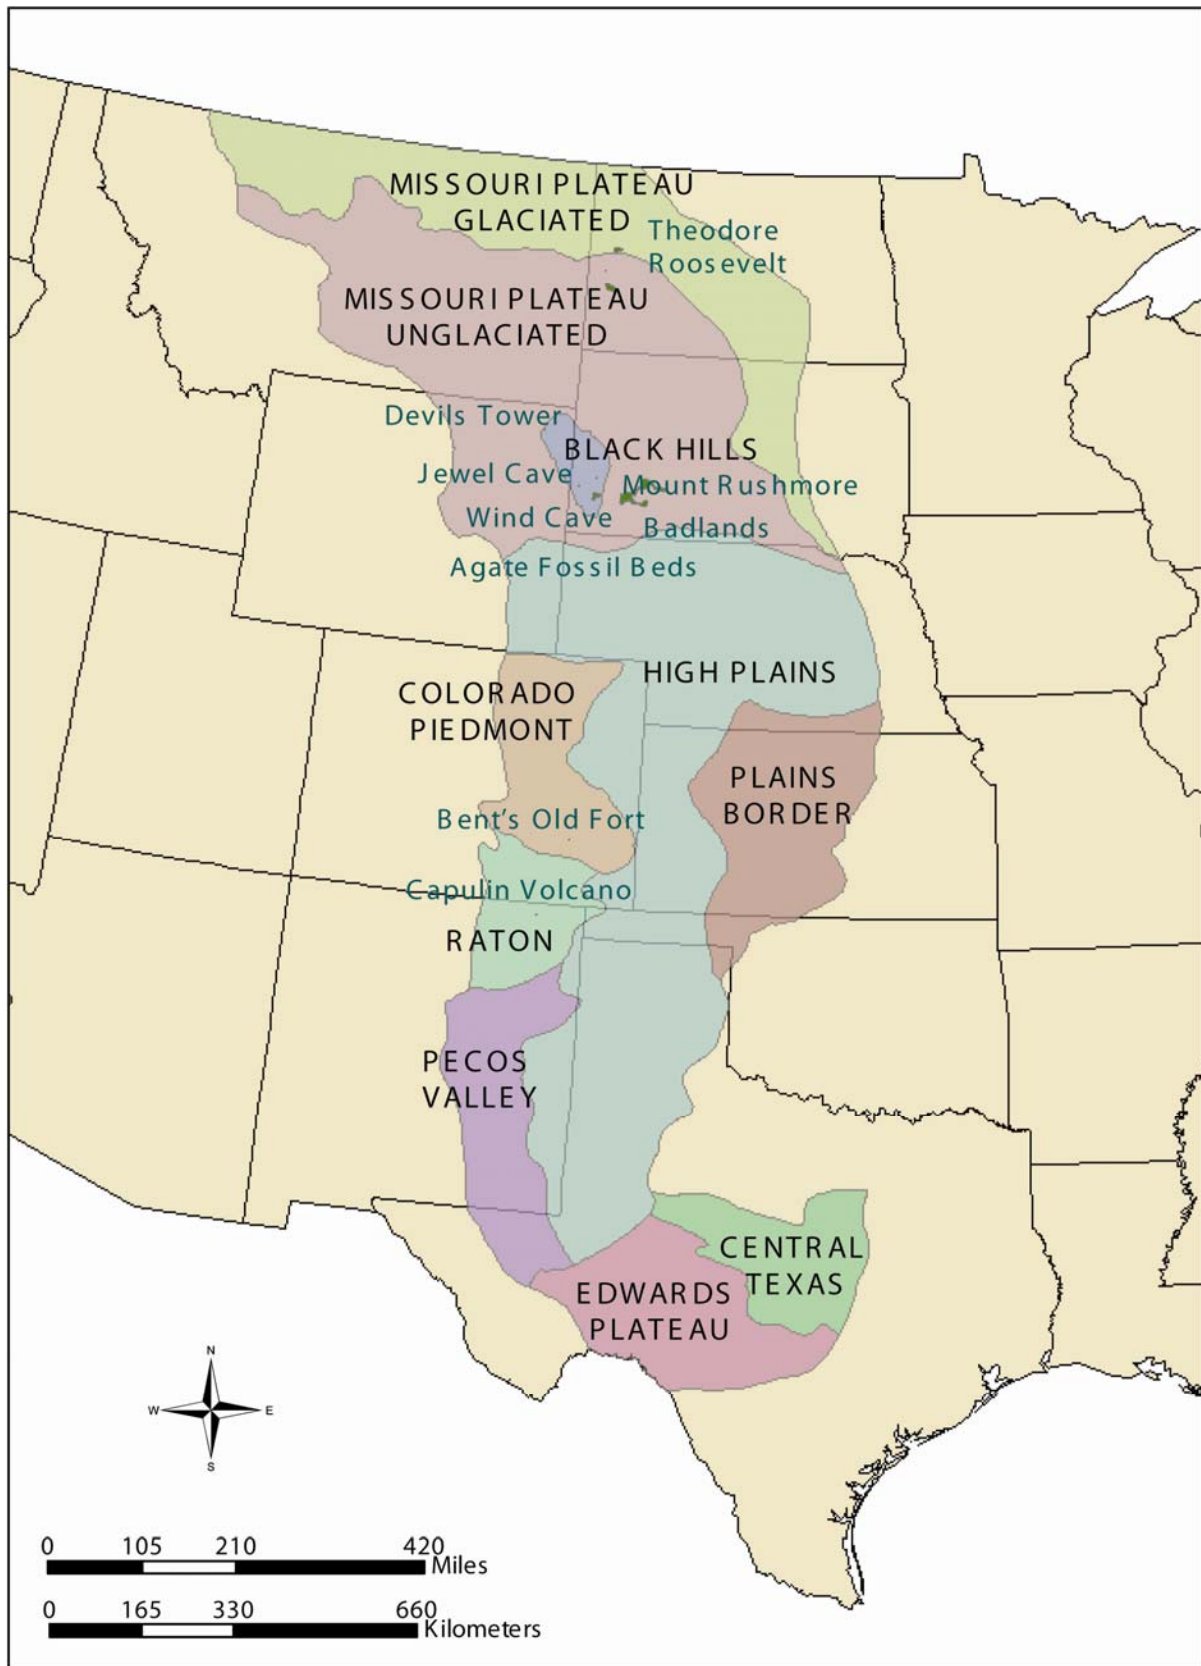 MISSOURI PLATEAU
GLACIATED
Theodore
Roosevelt
MISSOURI PLATEAU
UNGLACIATED
Devils Tower
BLACK HILLS
Jewel Cave
Mount Rushmore
Wind Cave
Badlands
Agate Fossil Beds
HIGH PLAINS
COLORADO
PIEDMONT
PLAINS
BORDER
Bent's Old Fort
Capulin Volcano
RATON
PECOS
VALLEY
CENTRAL
TEXAS
EDWARDS
PLATEAU
N
W
E
S
0 105 210 420
Miles
0 165 330 660
Kilometers